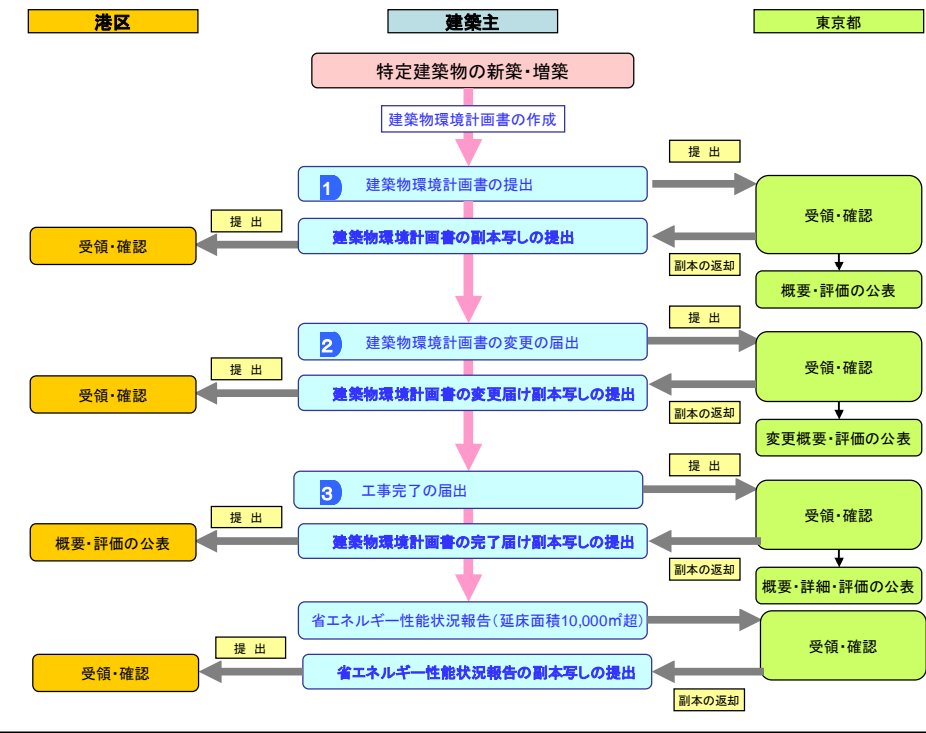 港区
建築主
東京都
特定建築物の新築・増築
建築物環境計画書の作成
提 出
1 建築物環境計画書の提出
受領・確認
提 出
建築物環境計画書の副本写しの提出
受領・確認
副本の返却
概要・評価の公表
提 出
2 建築物環境計画書の変更の届出
受領・確認
提 出
建築物環境計画書の変更届け副本写しの提出
受領・確認
副本の返却
変更概要・評価の公表
提 出
3 工事完了の届出
受領・確認
提 出
概要・評価の公表
建築物環境計画書の完了届け副本写しの提出
副本の返却
概要・詳細・評価の公表
省エネルギー性能状況報告(延床面積10,000㎡超)
受領・確認
提 出
受領・確認
省エネルギー性能状況報告の副本写しの提出
副本の返却